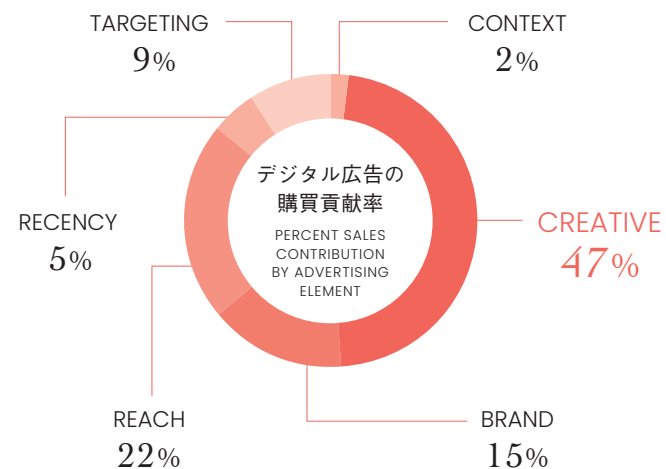 TARGETING
9%
CONTEXT
2%
デジタル広告の
購買貢献率
PERCENT SALES
CONTRIBUTION
BY ADVERTISING
ELEMENT
RECENCY
5%
CREATIVE
47%
REACH
22%
BRAND
15%